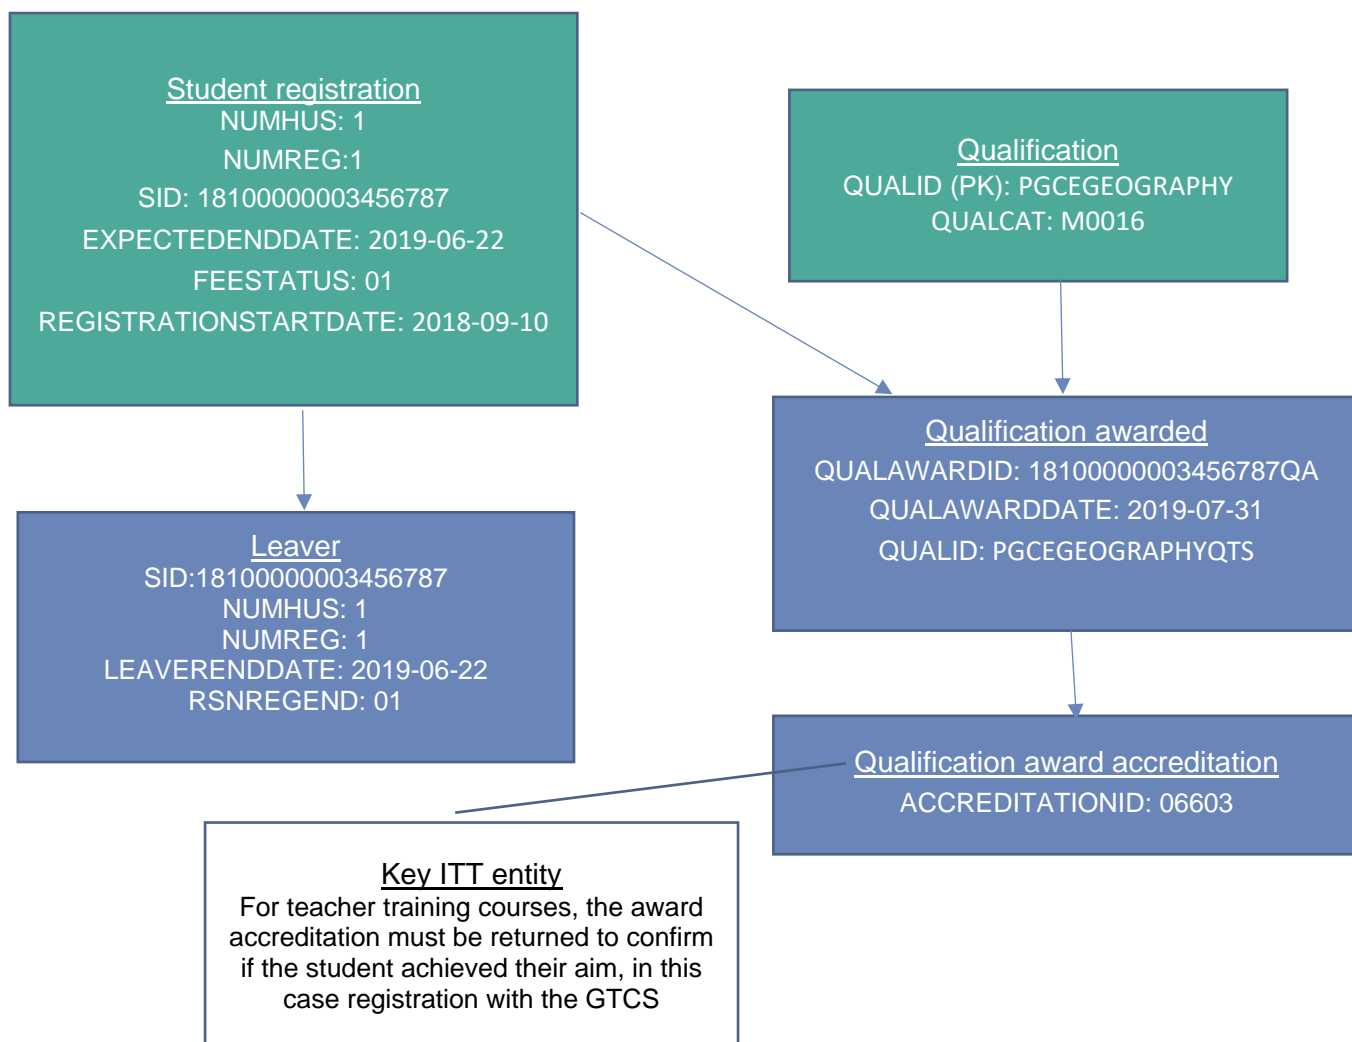 Student registration
NUMHUS: 1
NUMREG:1
SID: 18100000003456787
EXPECTEDENDDATE: 2019-06-22
FEESTATUS: 01
REGISTRATIONSTARTDATE: 2018-09-10
Qualification
QUALID (PK): PGCEGEOGRAPHY
QUALCAT: M0016
Qualification awarded
QUALAWARDID: 18100000003456787QA
QUALAWARDDATE: 2019-07-31
QUALID: PGCEGEOGRAPHYQTS
Leaver
SID:18100000003456787
NUMHUS: 1
NUMREG: 1
LEAVERENDDATE: 2019-06-22
RSNREGEND: 01
Qualification award accreditation
ACCREDITATIONID: 06603
Key ITT entity
For teacher training courses, the award
accreditation must be returned to confirm
if the student achieved their aim, in this
case registration with the GTCS